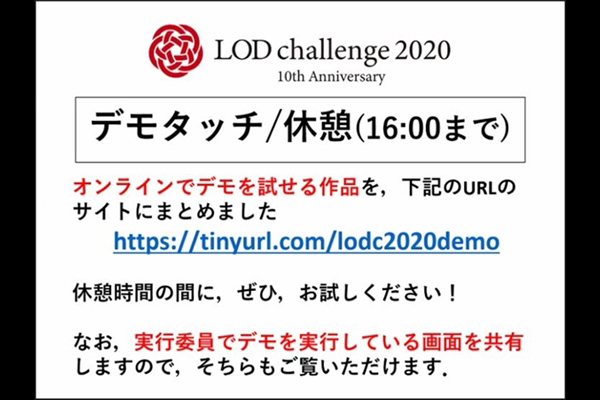 LOD challenge 2020
10th Anniversary
デモタッチ/休憩(16:00まで)
オンラインでデモを試せる作品を，下記のURLの
サイトにまとめました
https://tinyurl.com/lodc2020demo
休憩時間の間に，ぜひ，お試しください！
なお，実行委員でデモを実行している画面を共有
しますので，そちらもご覧いただけます．